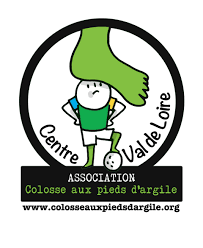 Centre Val de Loire
ASSOCIATION
Colosse aux pieds d'argile
www.colosseauxpiedsdargile.org